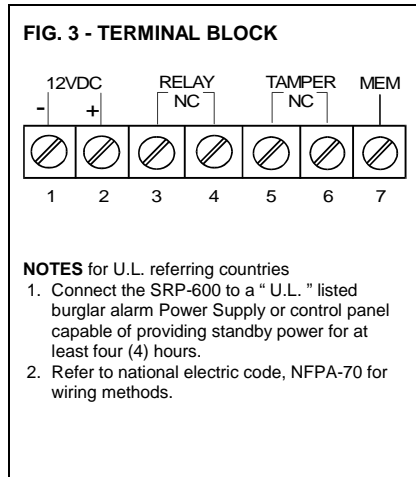 FIG. 3 - TERMINAL BLOCK
12VDC RELAY TAMPER MEM
- + NC NC
1 2 3 4 5 6 7
NOTES for U.L. referring countries
1. Connect the SRP-600 to a “ U.L. ” listed
burglar alarm Power Supply or control panel
capable of providing standby power for at
least four (4) hours.
2. Refer to national electric code, NFPA-70 for
wiring methods.